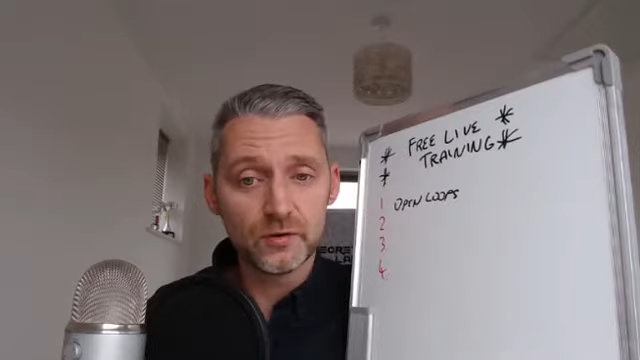 * FREE LIVE *
* TRAINING *
1 OPEN LOOPS
2
3
4